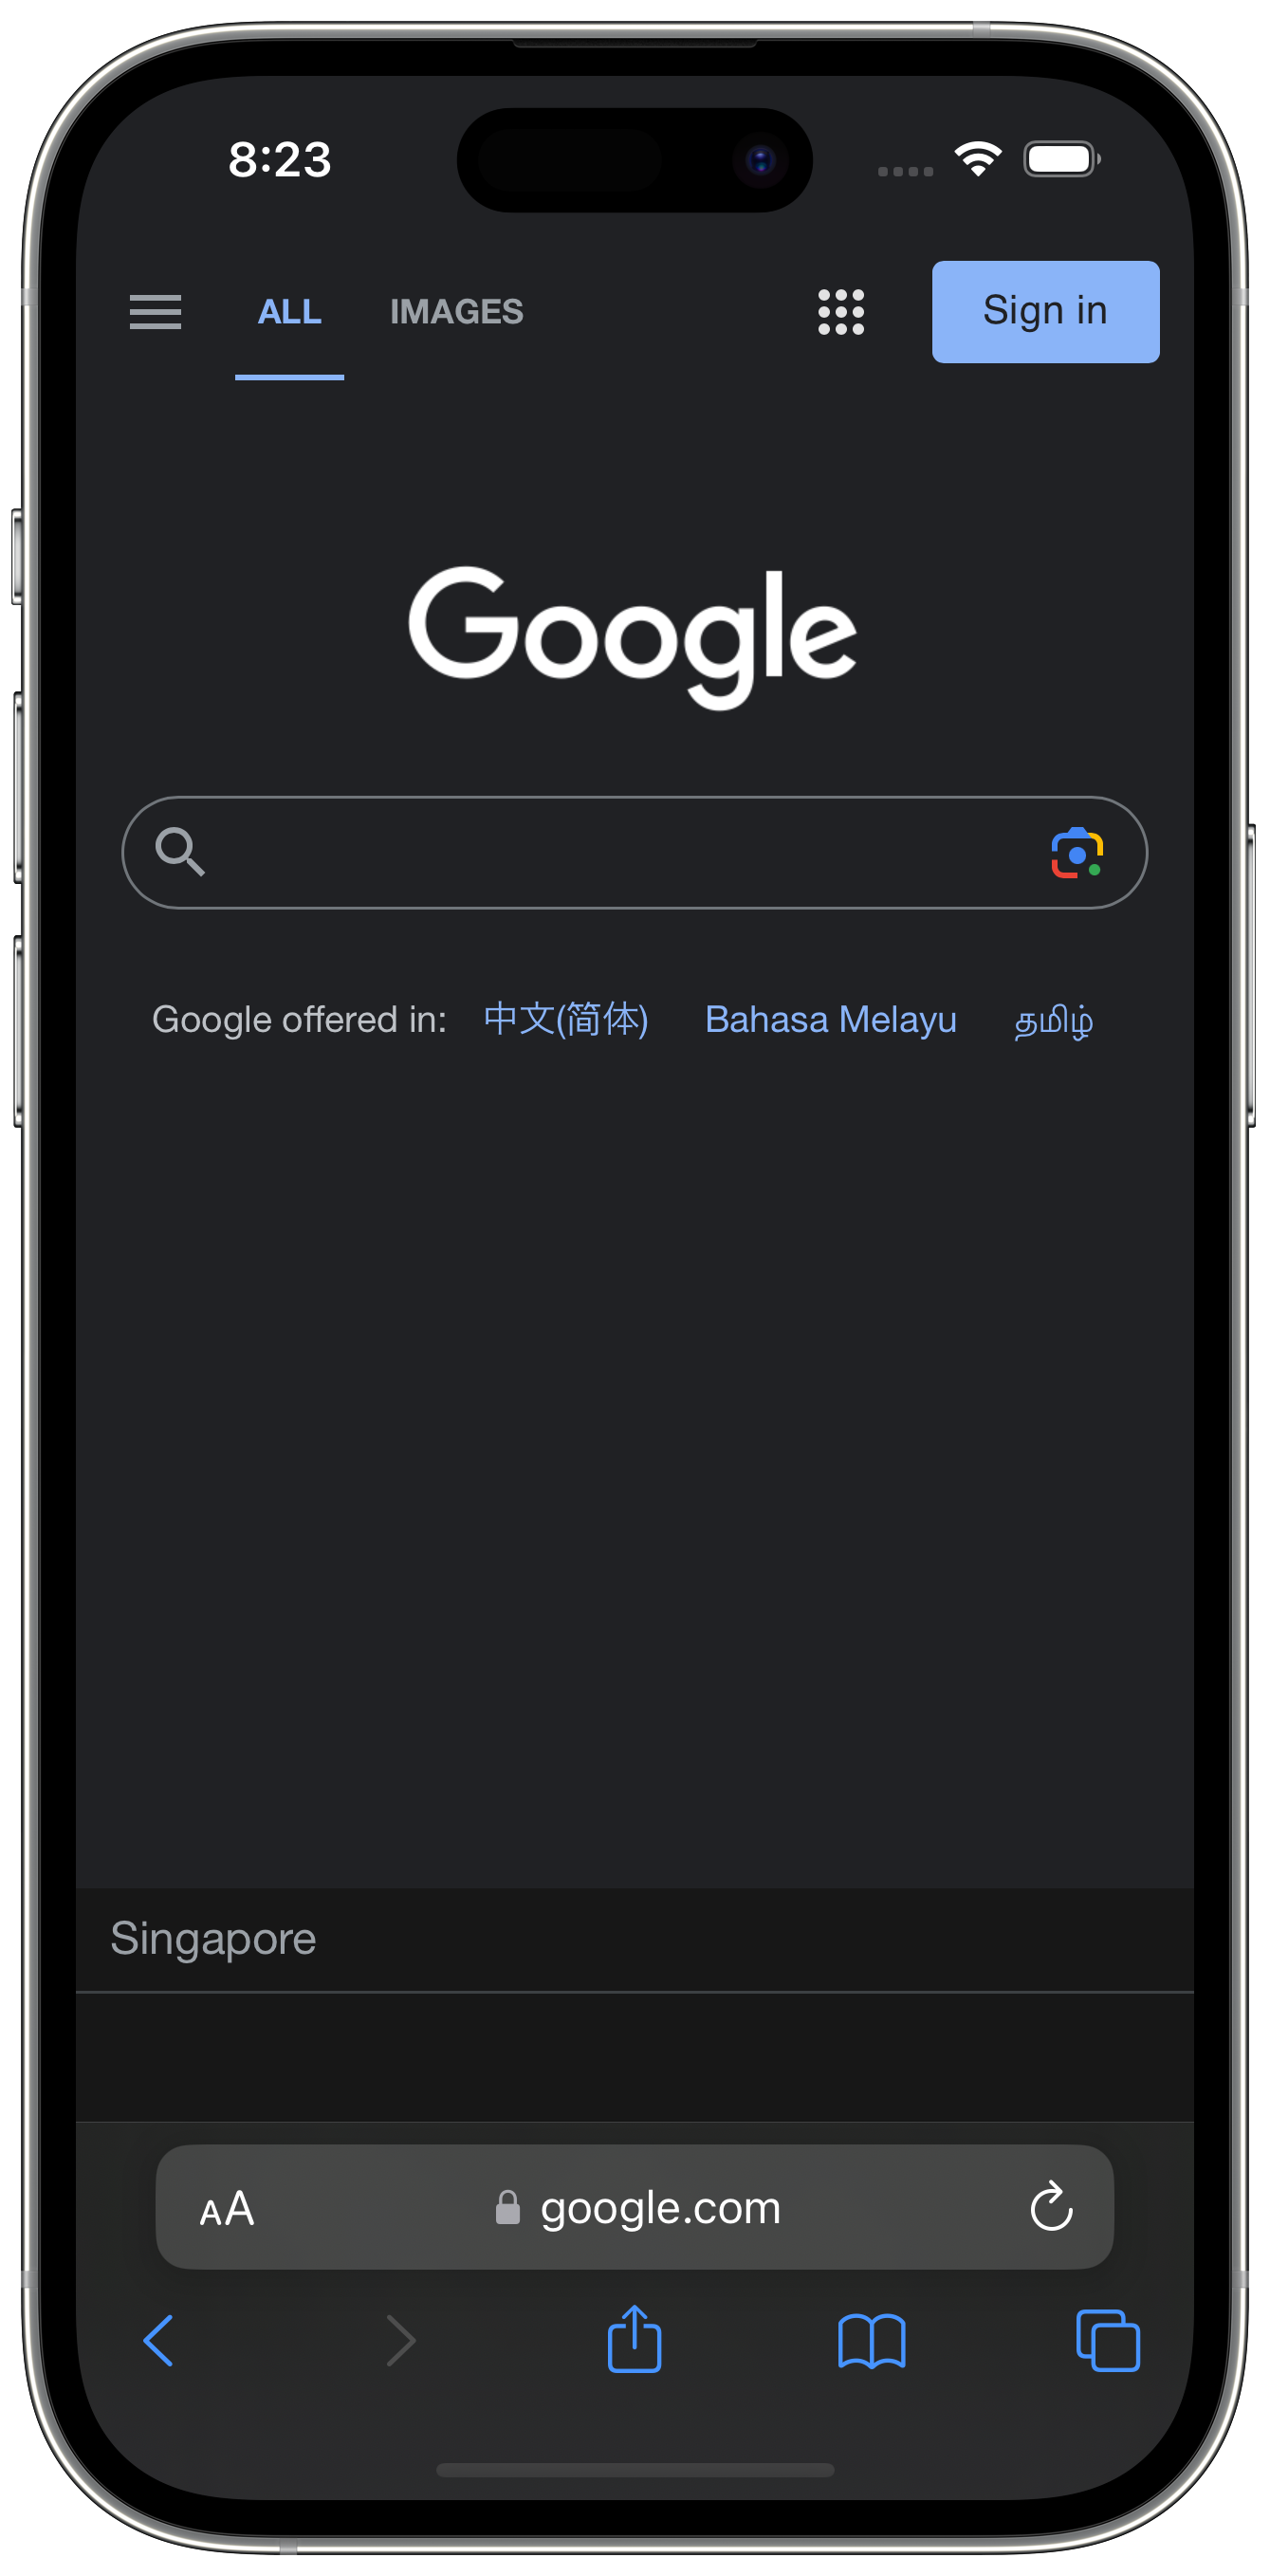 8:23
ALL IMAGES Sign in
Google
Google offered in: 中文(简体) Bahasa Melayu தமிழ்
Singapore
AA google.com